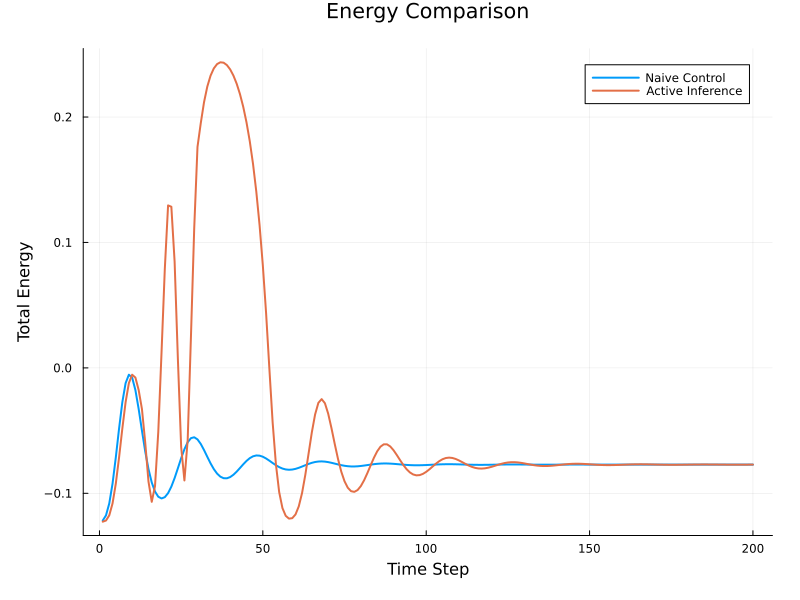 Energy Comparison
Naive Control
Active Inference
Total Energy
0.2
0.1
0.0
−0.1
0
50
100
150
200
Time Step